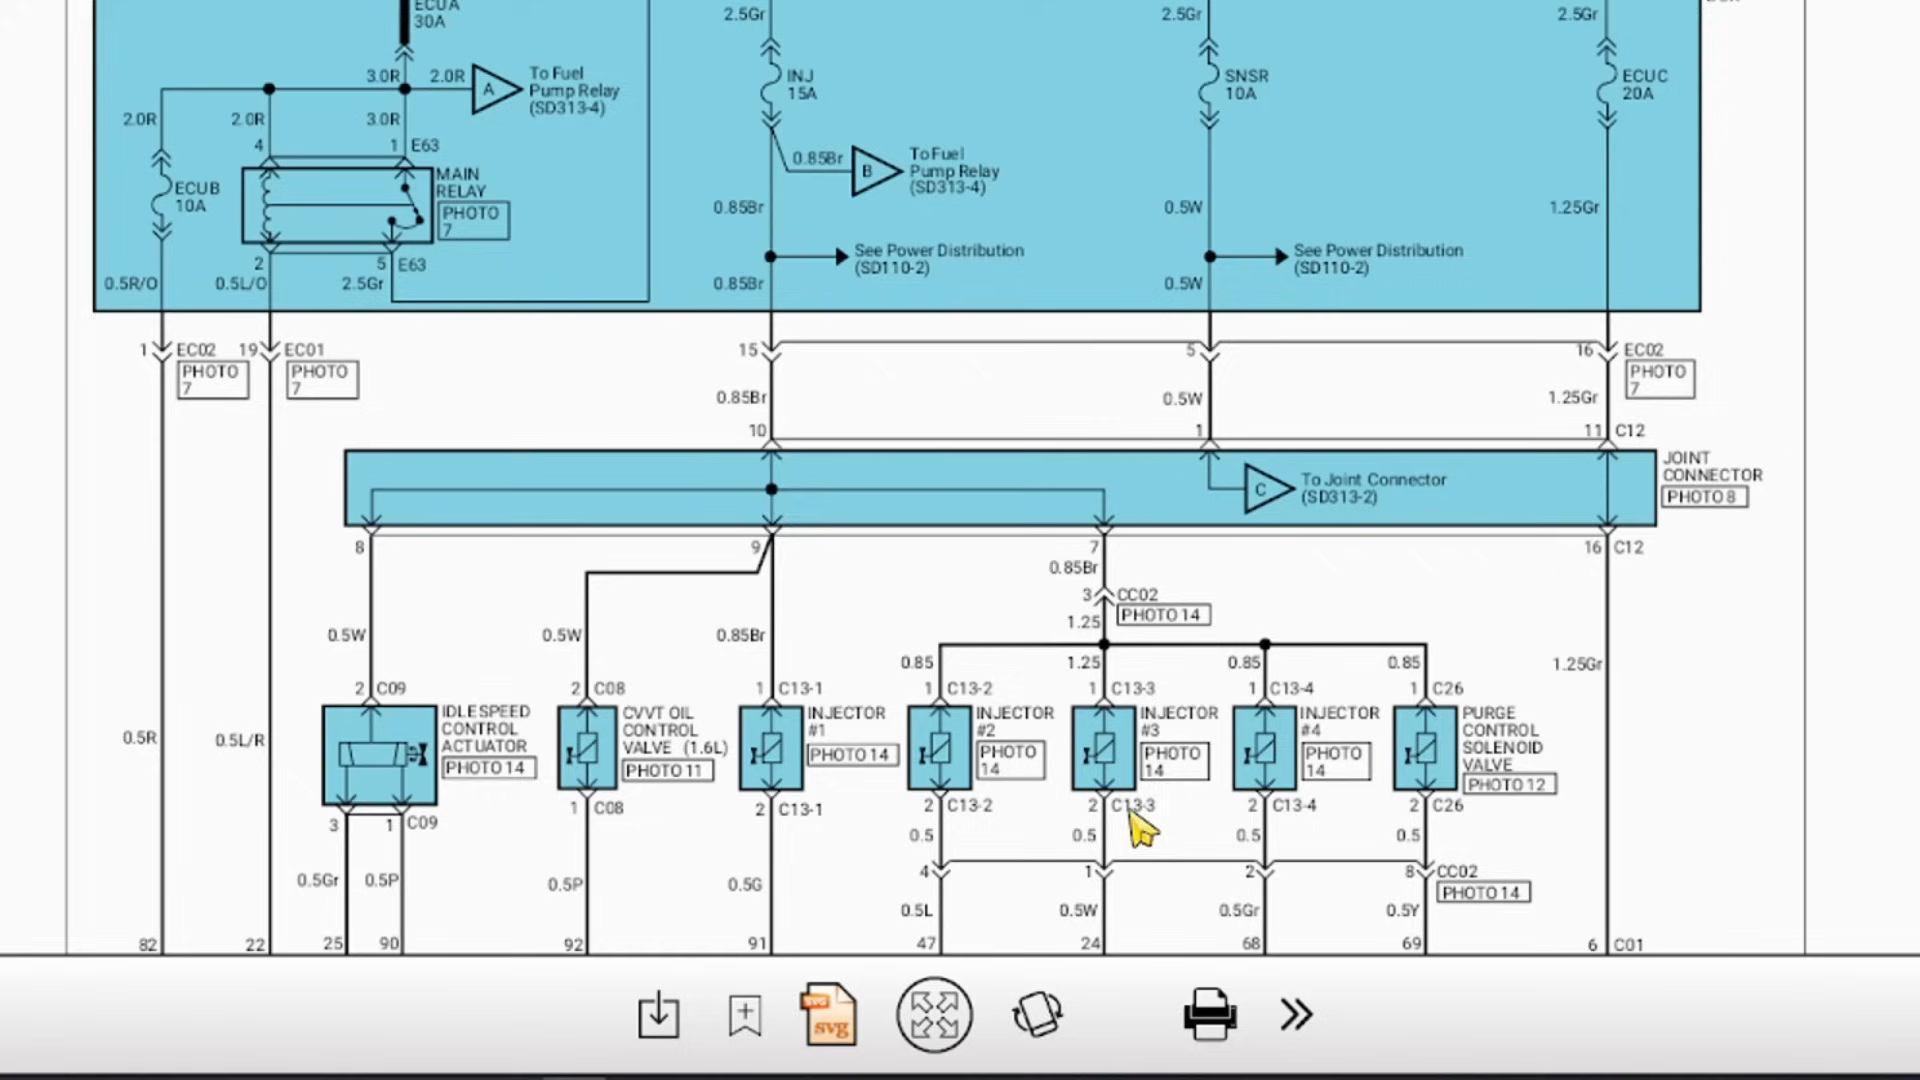 ECUA
30A
2.5Gr
2.5Gr
2.5Gr
3.0R
2.0R
A
To Fuel
Pump Relay
(SD313-4)
INJ
15A
SNSR
10A
ECUC
20A
2.0R
2.0R
3.0R
4
1
E63
MAIN
RELAY
PHOTO
7
ECUB
10A
0.85Br
B
To Fuel
Pump Relay
(SD313-4)
0.85Br
0.5W
1.25Gr
See Power Distribution
(SD110-2)
See Power Distribution
(SD110-2)
2
5
E63
0.5R/O
0.5L/O
2.5Gr
0.85Br
0.5W
1
EC02
PHOTO
7
19
EC01
PHOTO
7
15
5
16
EC02
PHOTO
7
0.85Br
0.5W
1.25Gr
10
1
11
C12
JOINT
CONNECTOR
PHOTO 8
C
To Joint Connector
(SD313-2)
8
9
7
16
C12
0.85Br
3
CC02
PHOTO 14
1.25
0.5W
0.5W
0.85Br
0.85
1.25
0.85
0.85
1.25Gr
2
C09
2
C08
1
C13-1
1
C13-2
1
C13-3
1
C13-4
1
C26
IDLE SPEED
CONTROL
ACTUATOR
PHOTO 14
CVVT OIL
CONTROL
VALVE (1.6L)
PHOTO 11
INJECTOR
#1
PHOTO 14
INJECTOR
#2
PHOTO
14
INJECTOR
#3
PHOTO
14
INJECTOR
#4
PHOTO
14
PURGE
CONTROL
SOLENOID
VALVE
PHOTO 12
0.5R
0.5L/R
3
1
C09
1
C08
2
C13-1
2
C13-2
2
C13-3
2
C13-4
2
C26
0.5
0.5
0.5
0.5
4
1
2
8
CC02
PHOTO 14
0.5Gr
0.5P
0.5P
0.5G
0.5L
0.5W
0.5Gr
0.5Y
82
22
25
90
92
91
47
24
68
69
6
C01
SVG
svg